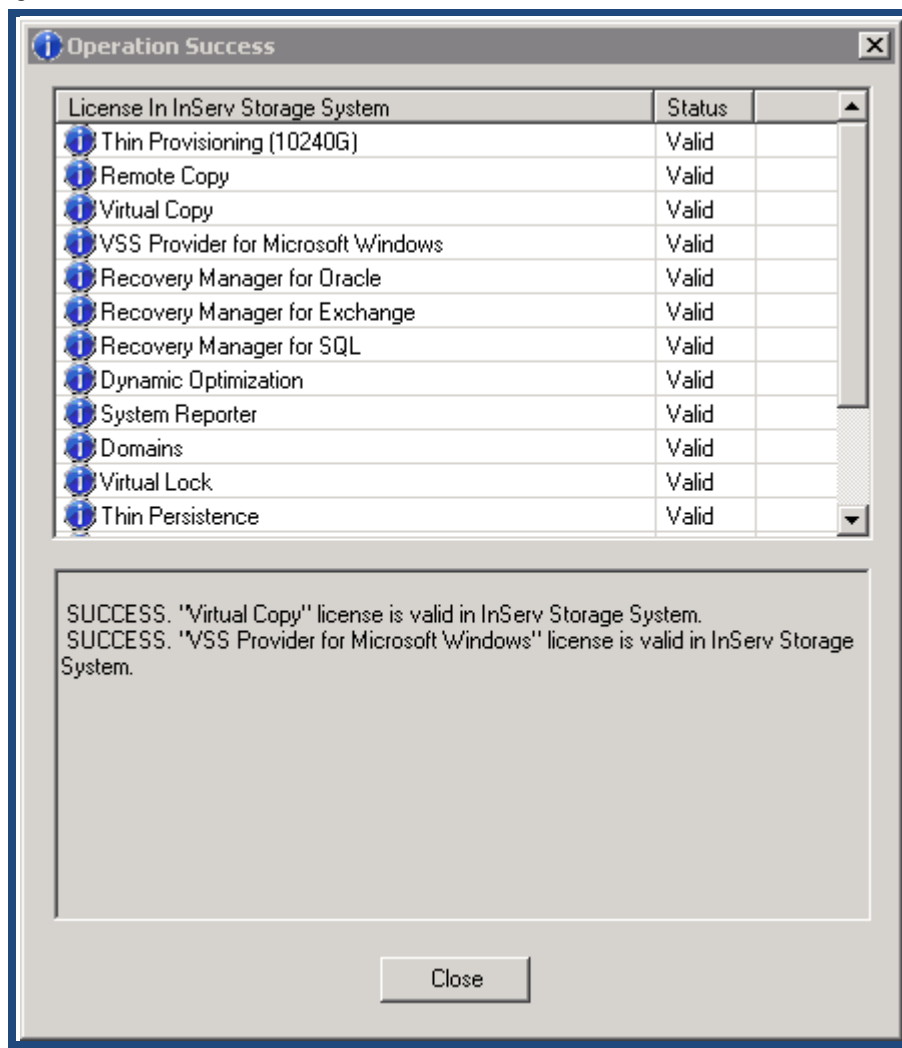 Operation Success
License In InServ Storage System Status
Thin Provisioning (10240G) Valid
Remote Copy Valid
Virtual Copy Valid
VSS Provider for Microsoft Windows Valid
Recovery Manager for Oracle Valid
Recovery Manager for Exchange Valid
Recovery Manager for SQL Valid
Dynamic Optimization Valid
System Reporter Valid
Domains Valid
Virtual Lock Valid
Thin Persistence Valid
SUCCESS. "Virtual Copy" license is valid in InServ Storage System.
SUCCESS. "VSS Provider for Microsoft Windows" license is valid in InServ Storage
System.
Close